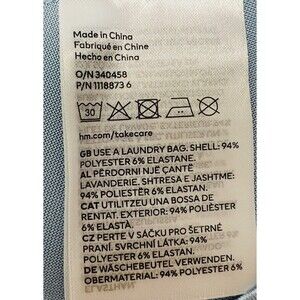 Made in China
Fabriqué en Chine
Hecho en China
O/N 340458
P/N 1118873 6
30
hm.com/takecare
GB USE A LAUNDRY BAG. SHELL: 94%
POLYESTER 6% ELASTANE.
AL PËRDORNI NJË ÇANTË
LAVANDERIE. SHTRESA E JASHTME:
94% POLIESTËR 6% ELASTAN.
CAT UTILITZEU UNA BOSSA DE
RENTAT. EXTERIOR: 94% POLIÈSTER
6% ELASTÀ.
CZ PERTE V SÁČKU PRO ŠETRNÉ
PRANÍ. SVRCHNÍ LÁTKA: 94%
POLYESTER 6% ELASTAN.
DE WÄSCHEBEUTEL VERWENDEN.
OBERMATERIAL: 94% POLYESTER 6%
ELASTHAN